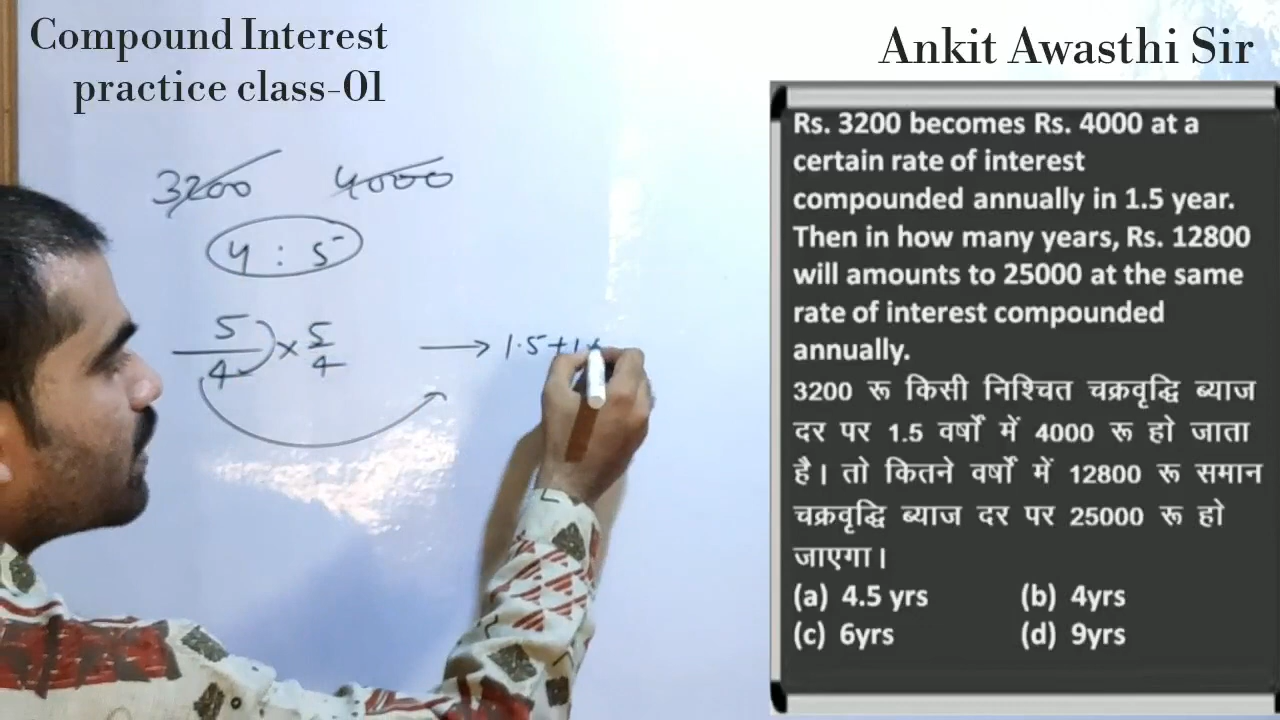 Compound Interest
practice class-01
Ankit Awasthi Sir
3200 4000
4 : 5
5/4 × 5/4 → 1.5+1
Rs. 3200 becomes Rs. 4000 at a
certain rate of interest
compounded annually in 1.5 year.
Then in how many years, Rs. 12800
will amounts to 25000 at the same
rate of interest compounded
annually.
3200 रू किसी निश्चित चक्रवृद्धि ब्याज
दर पर 1.5 वर्षों में 4000 रू हो जाता
है। तो कितने वर्षों में 12800 रू समान
चक्रवृद्धि ब्याज दर पर 25000 रू हो
जाएगा।
(a) 4.5 yrs (b) 4yrs
(c) 6yrs (d) 9yrs